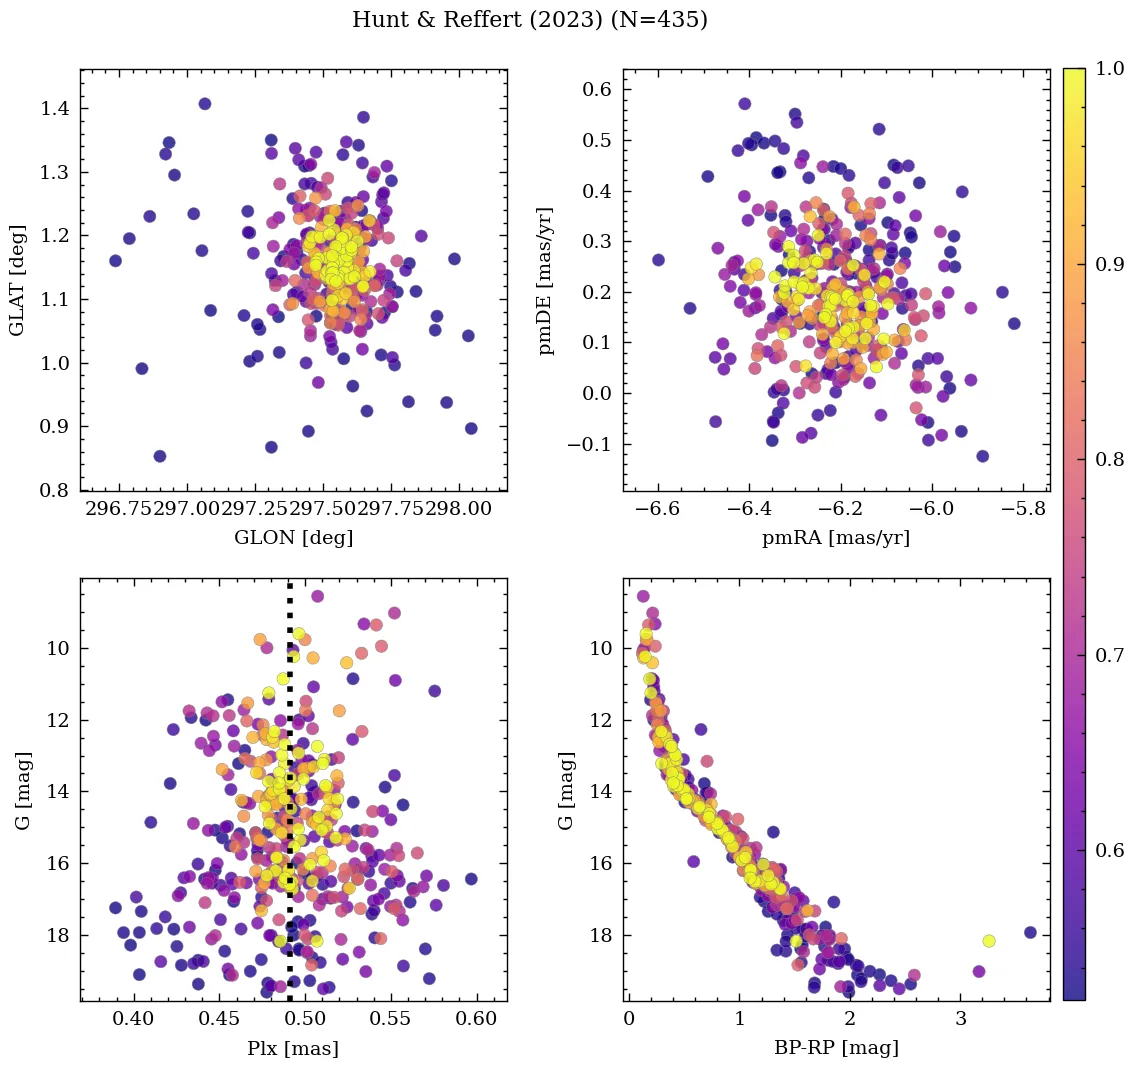 Hunt & Reffert (2023) (N=435)
1.4
1.3
1.2
1.1
1.0
0.9
0.8
GLAT [deg]
296.75 297.00 297.25 297.50 297.75 298.00
GLON [deg]
0.6
0.5
0.4
0.3
0.2
0.1
0.0
−0.1
pmDE [mas/yr]
−6.6 −6.4 −6.2 −6.0 −5.8
pmRA [mas/yr]
1.0
0.9
0.8
0.7
0.6
10
12
14
16
18
G [mag]
0.40 0.45 0.50 0.55 0.60
Plx [mas]
10
12
14
16
18
G [mag]
0 1 2 3
BP-RP [mag]